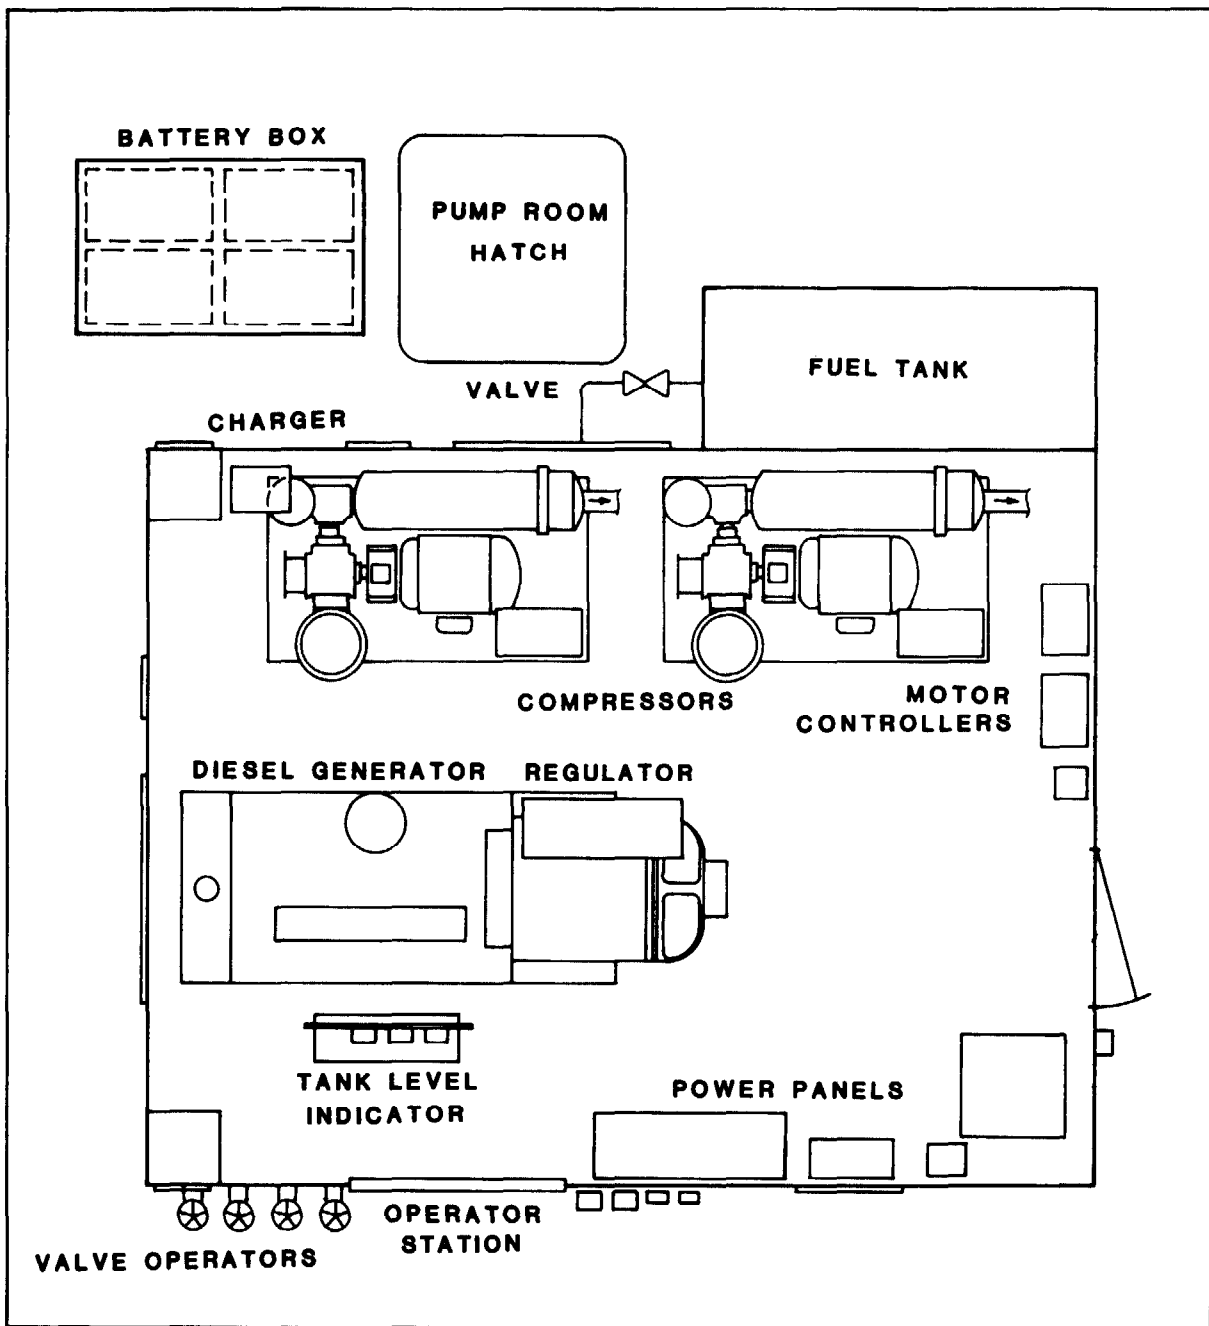 BATTERY BOX
PUMP ROOM
HATCH
FUEL TANK
VALVE
CHARGER
COMPRESSORS
MOTOR
CONTROLLERS
DIESEL GENERATOR
REGULATOR
TANK LEVEL
INDICATOR
POWER PANELS
OPERATOR
STATION
VALVE OPERATORS